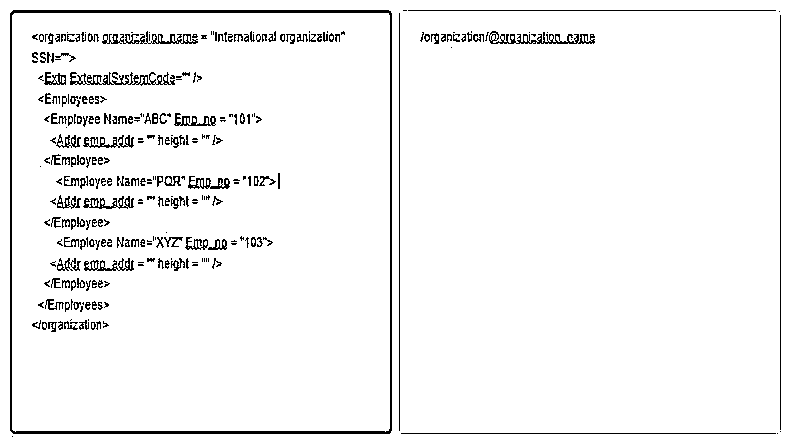 <organization organization_name = "International organization"
SSN="">
<Extn ExternalSystemCode="" />
<Employees>
<Employee Name="ABC" Emp_no = "101">
<Addr emp_addr = "" height = "" />
</Employee>
<Employee Name="PQR" Emp_no = "102">
<Addr emp_addr = "" height = "" />
</Employee>
<Employee Name="XYZ" Emp_no = "103">
<Addr emp_addr = "" height = "" />
</Employee>
</Employees>
</organization>
/organization/@organization_name